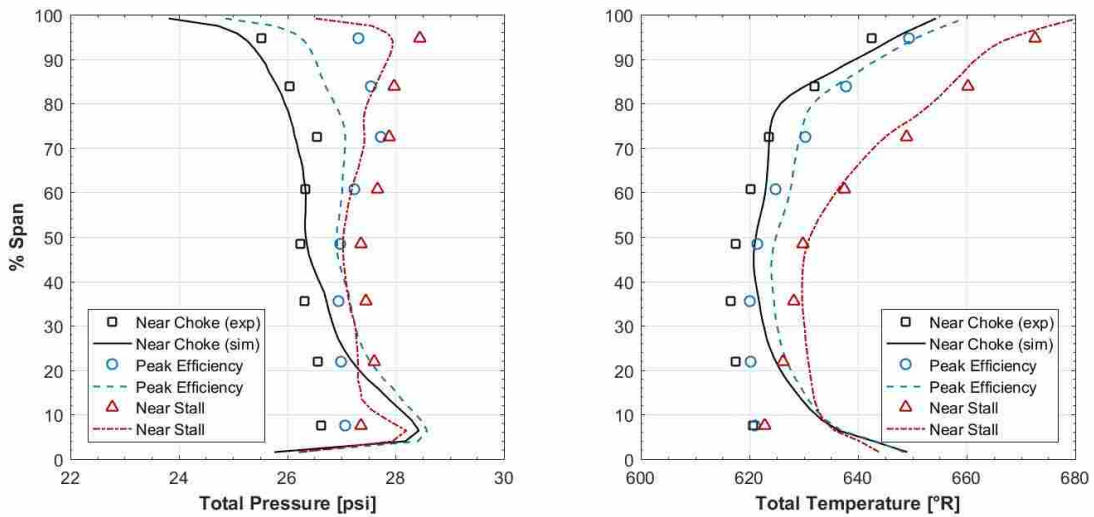 100
90
80
70
60
50
40
30
20
10
0
% Span
22
24
26
28
30
Total Pressure [psi]
Near Choke (exp)
Near Choke (sim)
Peak Efficiency
Peak Efficiency
Near Stall
Near Stall
100
90
80
70
60
50
40
30
20
10
0
600
620
640
660
680
Total Temperature [°R]
Near Choke (exp)
Near Choke (sim)
Peak Efficiency
Peak Efficiency
Near Stall
Near Stall